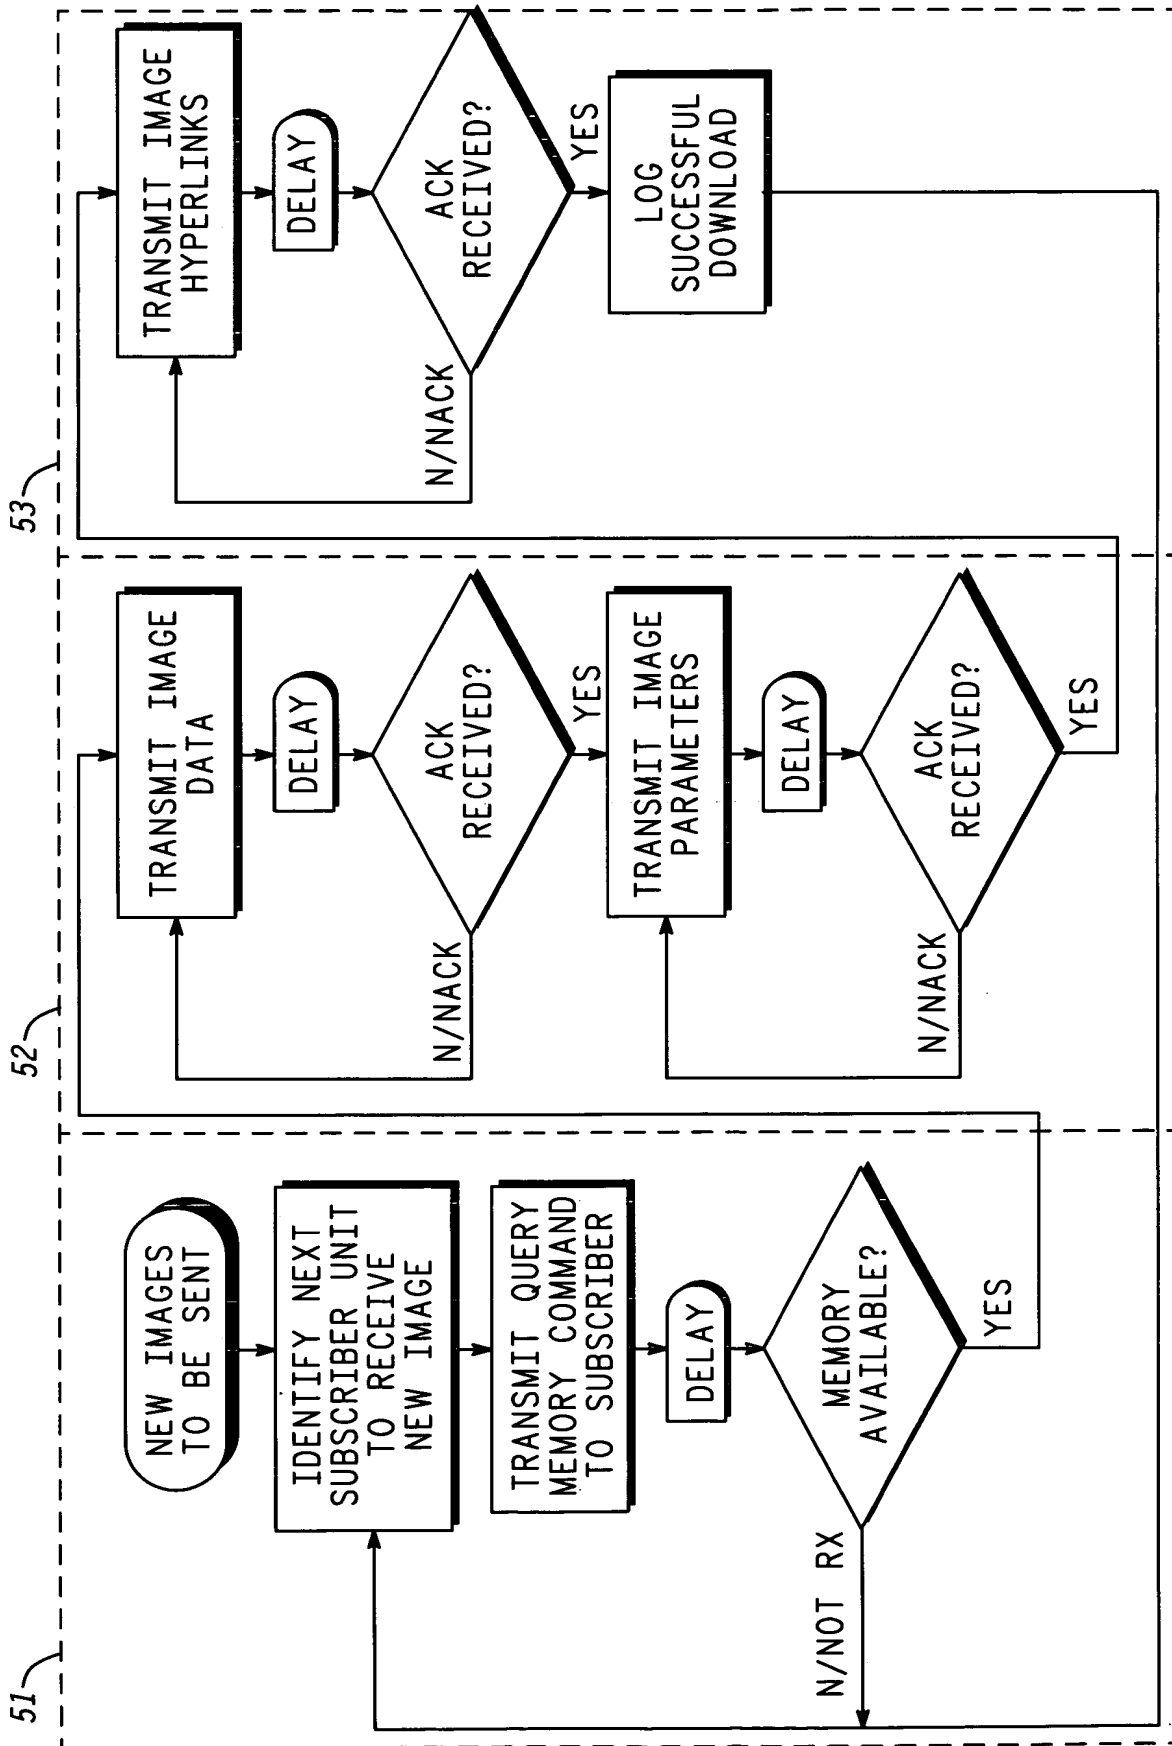 51
NEW IMAGES
TO BE SENT
IDENTIFY NEXT
SUBSCRIBER UNIT
TO RECEIVE
NEW IMAGE
TRANSMIT QUERY
MEMORY COMMAND
TO SUBSCRIBER
DELAY
MEMORY
AVAILABLE?
N/NOT RX
YES
52
TRANSMIT IMAGE
DATA
DELAY
ACK
RECEIVED?
N/NACK
YES
TRANSMIT IMAGE
PARAMETERS
DELAY
ACK
RECEIVED?
N/NACK
YES
53
TRANSMIT IMAGE
HYPERLINKS
DELAY
ACK
RECEIVED?
N/NACK
YES
LOG
SUCCESSFUL
DOWNLOAD